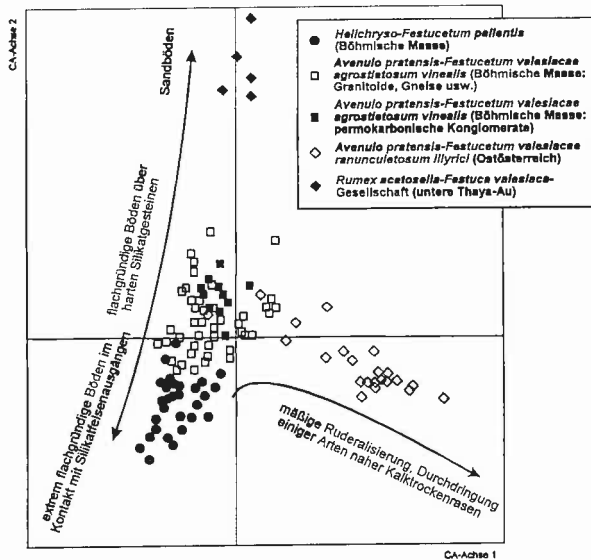 CA-Achse 2
Sandböden
flachgründige Böden über
harten Silikatgesteinen
extrem flachgründige Böden im
Kontakt mit Silikatfelsenausgängen
Helichryso-Festucetum pallentis
(Böhmische Masse)
Avenulo pratensis-Festucetum valesiacae
agrostietosum vinealis (Böhmische Masse:
Granitoide, Gneise usw.)
Avenulo pratensis-Festucetum valesiacae
agrostietosum vinealis (Böhmische Masse:
permokarbonische Konglomerate)
Avenulo pratensis-Festucetum valesiacae
ranunculetosum illyrici (Ostösterreich)
Rumex acetosella-Festuca valesiaca-
Gesellschaft (untere Thaya-Au)
mäßige Ruderalisierung, Durchdringung
einiger Arten naher Kalktrockenrasen
CA-Achse 1